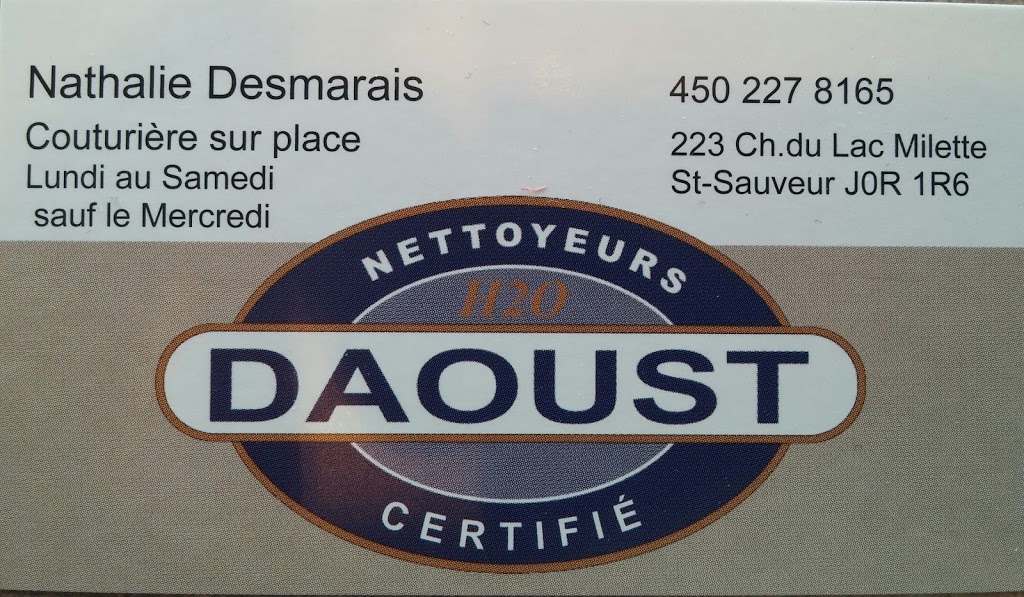 Nathalie Desmarais
Couturière sur place
Lundi au Samedi
sauf le Mercredi
450 227 8165
223 Ch.du Lac Milette
St-Sauveur J0R 1R6
NETTOYEURS
H2O
DAOUST
CERTIFIÉ